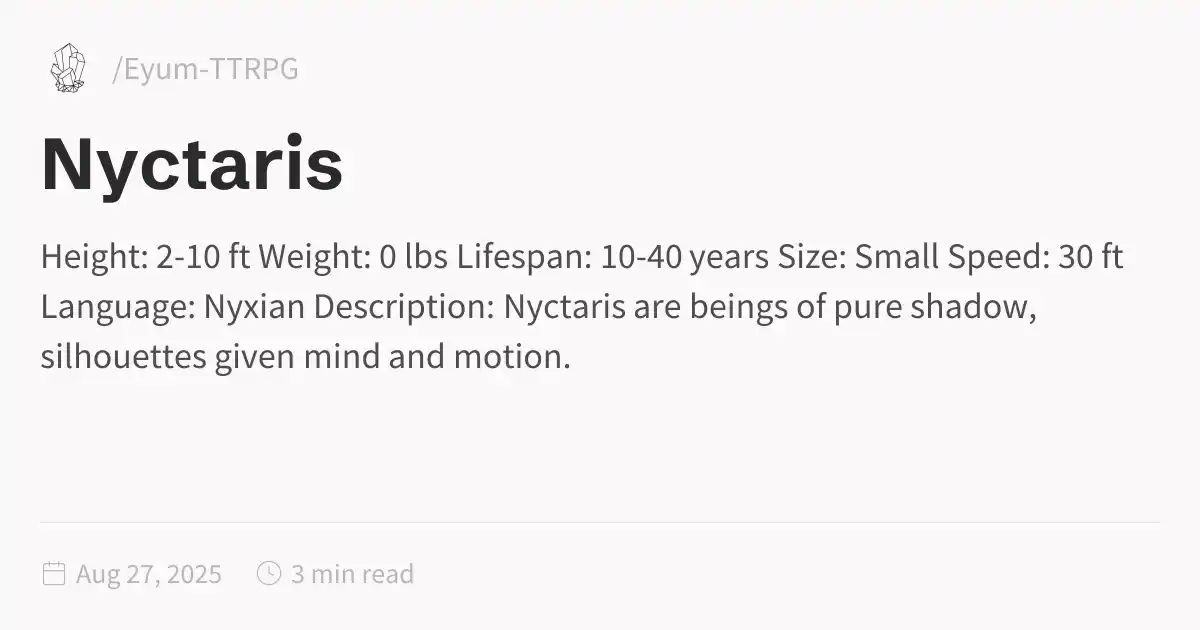 /Eyum-TTRPG
Nyctaris
Height: 2-10 ft Weight: 0 lbs Lifespan: 10-40 years Size: Small Speed: 30 ft
Language: Nyxian Description: Nyctaris are beings of pure shadow,
silhouettes given mind and motion.
Aug 27, 2025
3 min read